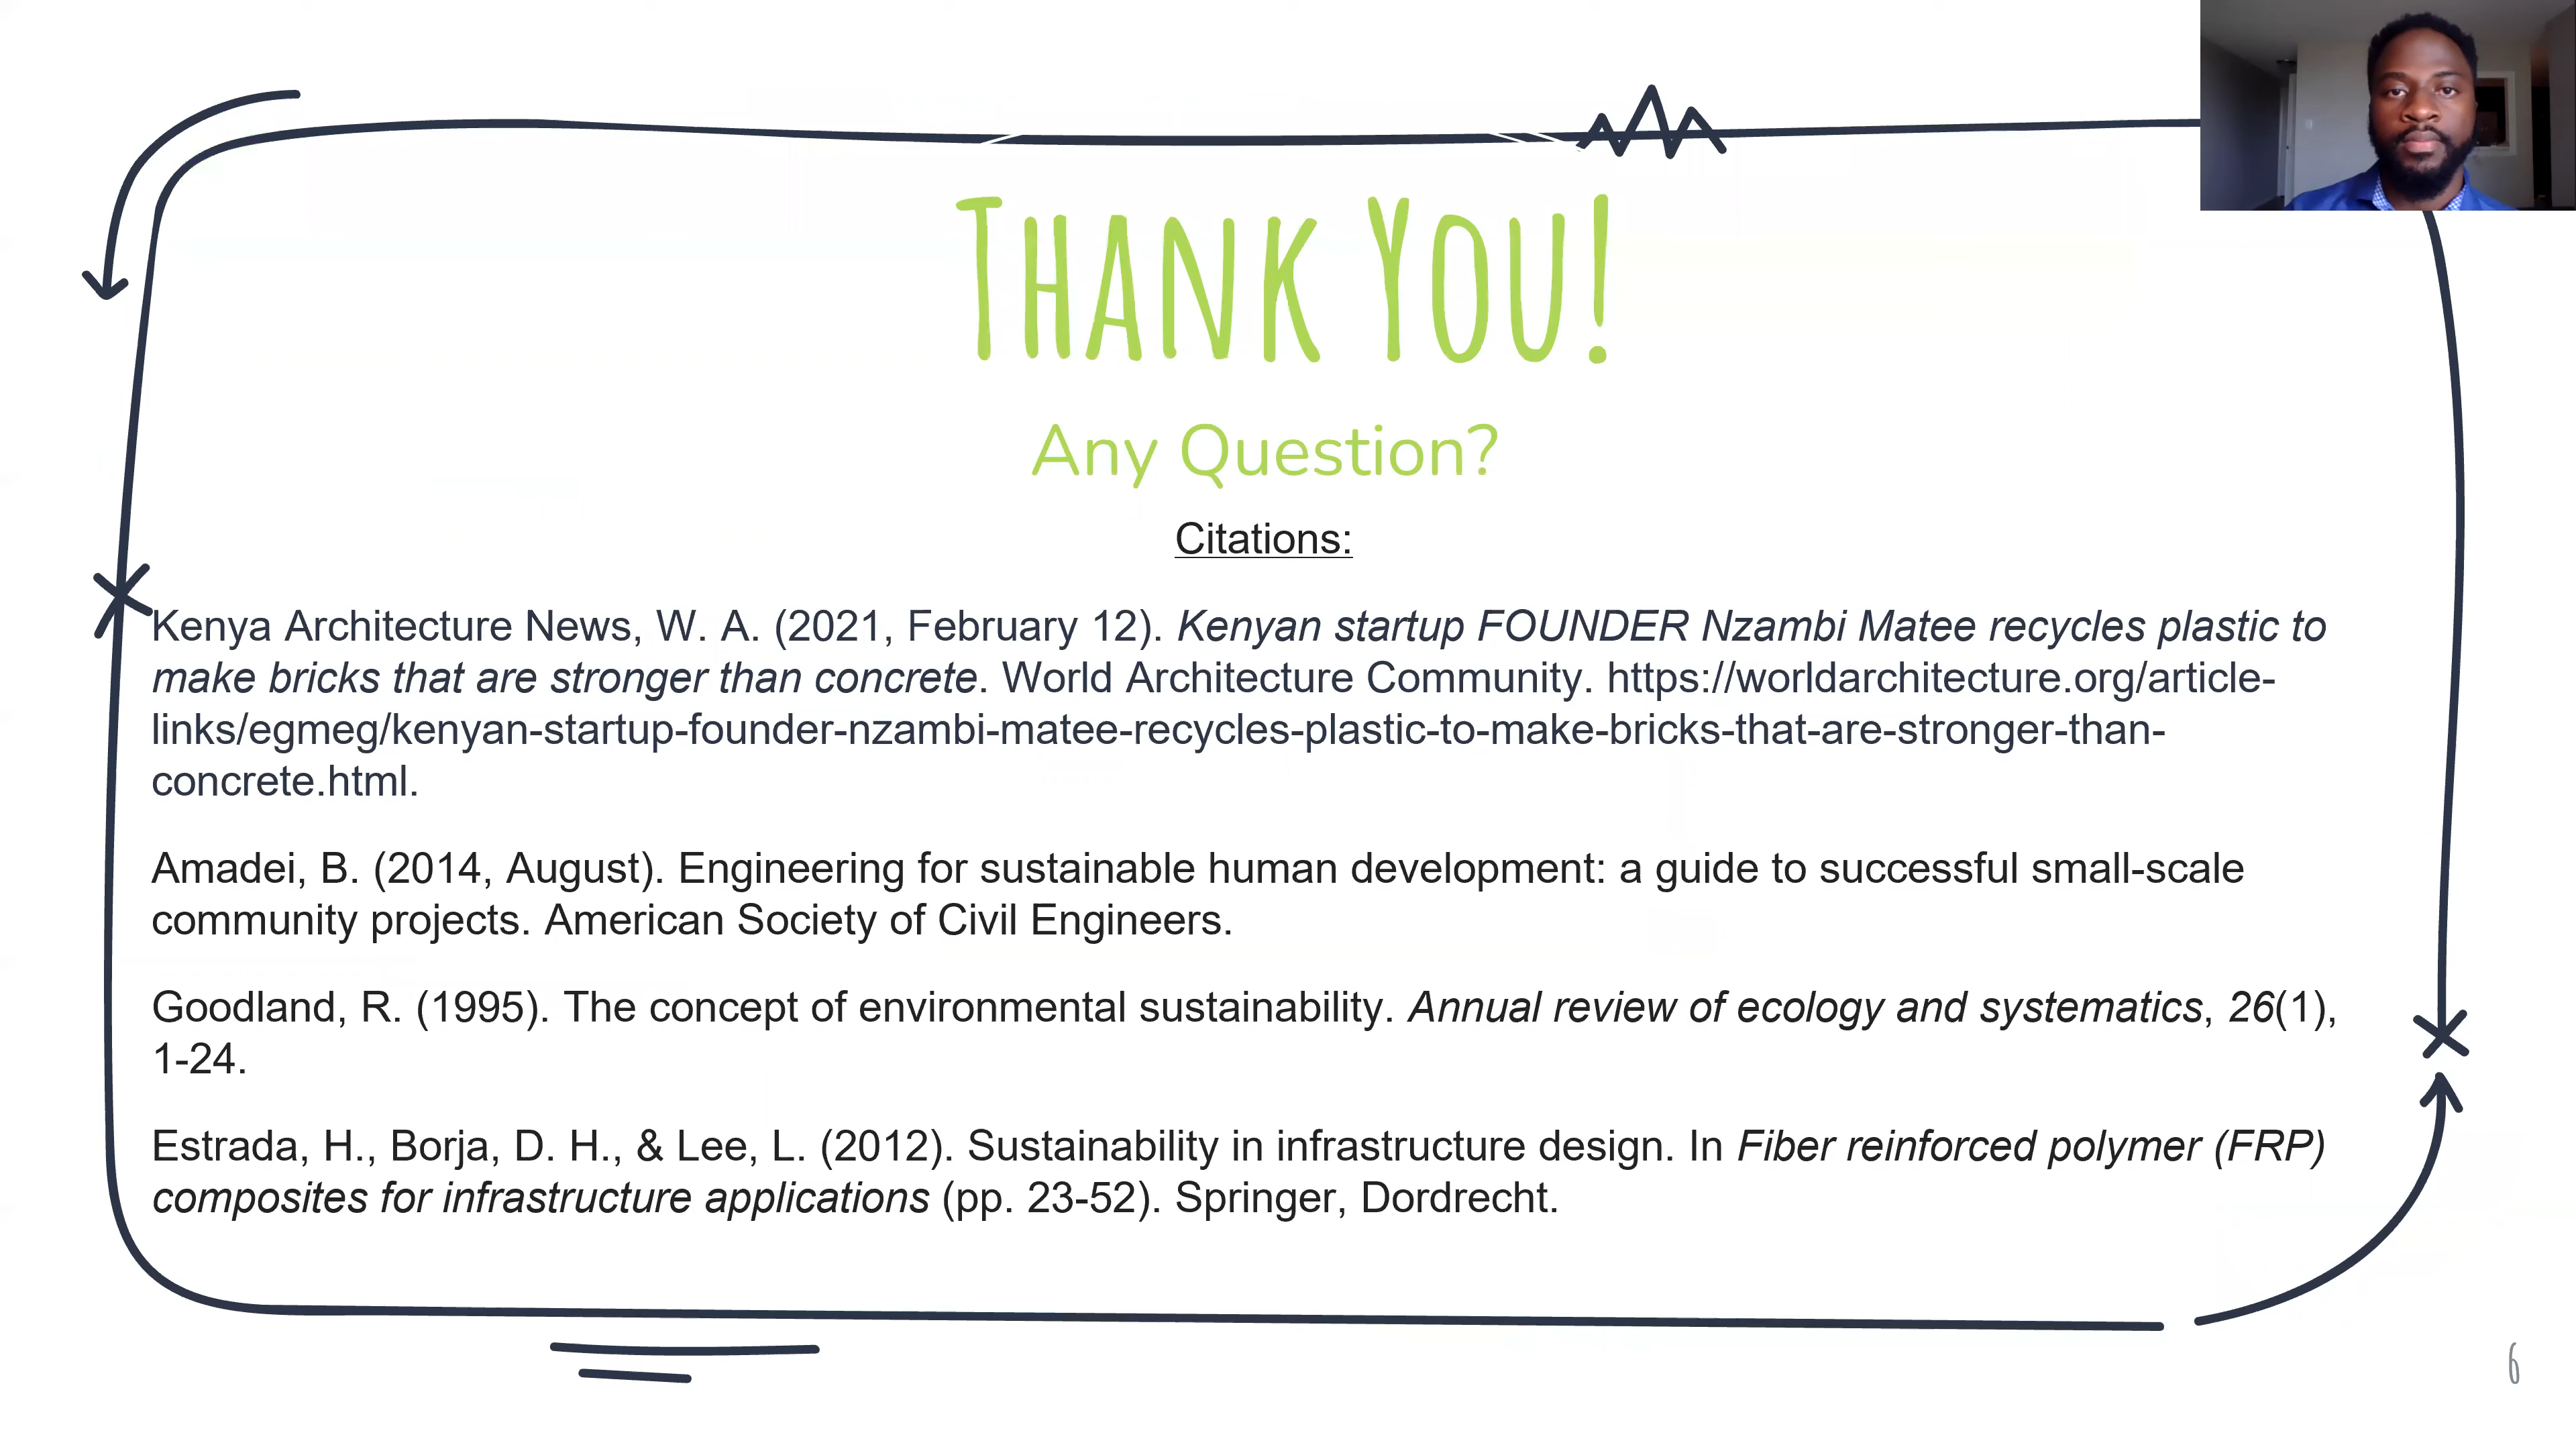 THANK YOU!
Any Question?
Citations:
Kenya Architecture News, W. A. (2021, February 12). Kenyan startup FOUNDER Nzambi Matee recycles plastic to
make bricks that are stronger than concrete. World Architecture Community. https://worldarchitecture.org/article-
links/egmeg/kenyan-startup-founder-nzambi-matee-recycles-plastic-to-make-bricks-that-are-stronger-than-
concrete.html.
Amadei, B. (2014, August). Engineering for sustainable human development: a guide to successful small-scale
community projects. American Society of Civil Engineers.
Goodland, R. (1995). The concept of environmental sustainability. Annual review of ecology and systematics, 26(1),
1-24.
Estrada, H., Borja, D. H., & Lee, L. (2012). Sustainability in infrastructure design. In Fiber reinforced polymer (FRP)
composites for infrastructure applications (pp. 23-52). Springer, Dordrecht.
6